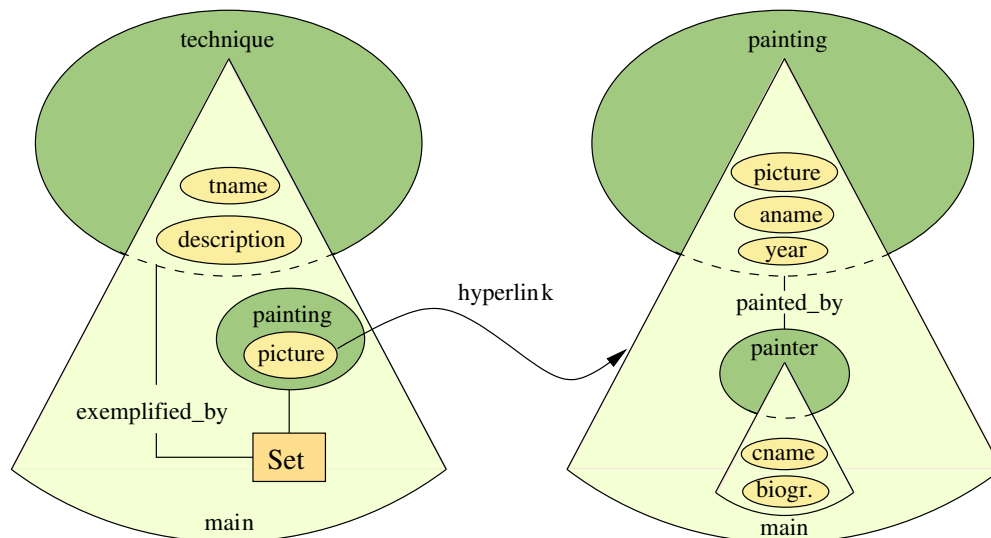 technique
tname
description
painting
picture
exemplified_by
Set
main
hyperlink
painting
picture
aname
year
painted_by
painter
cname
biogr.
main